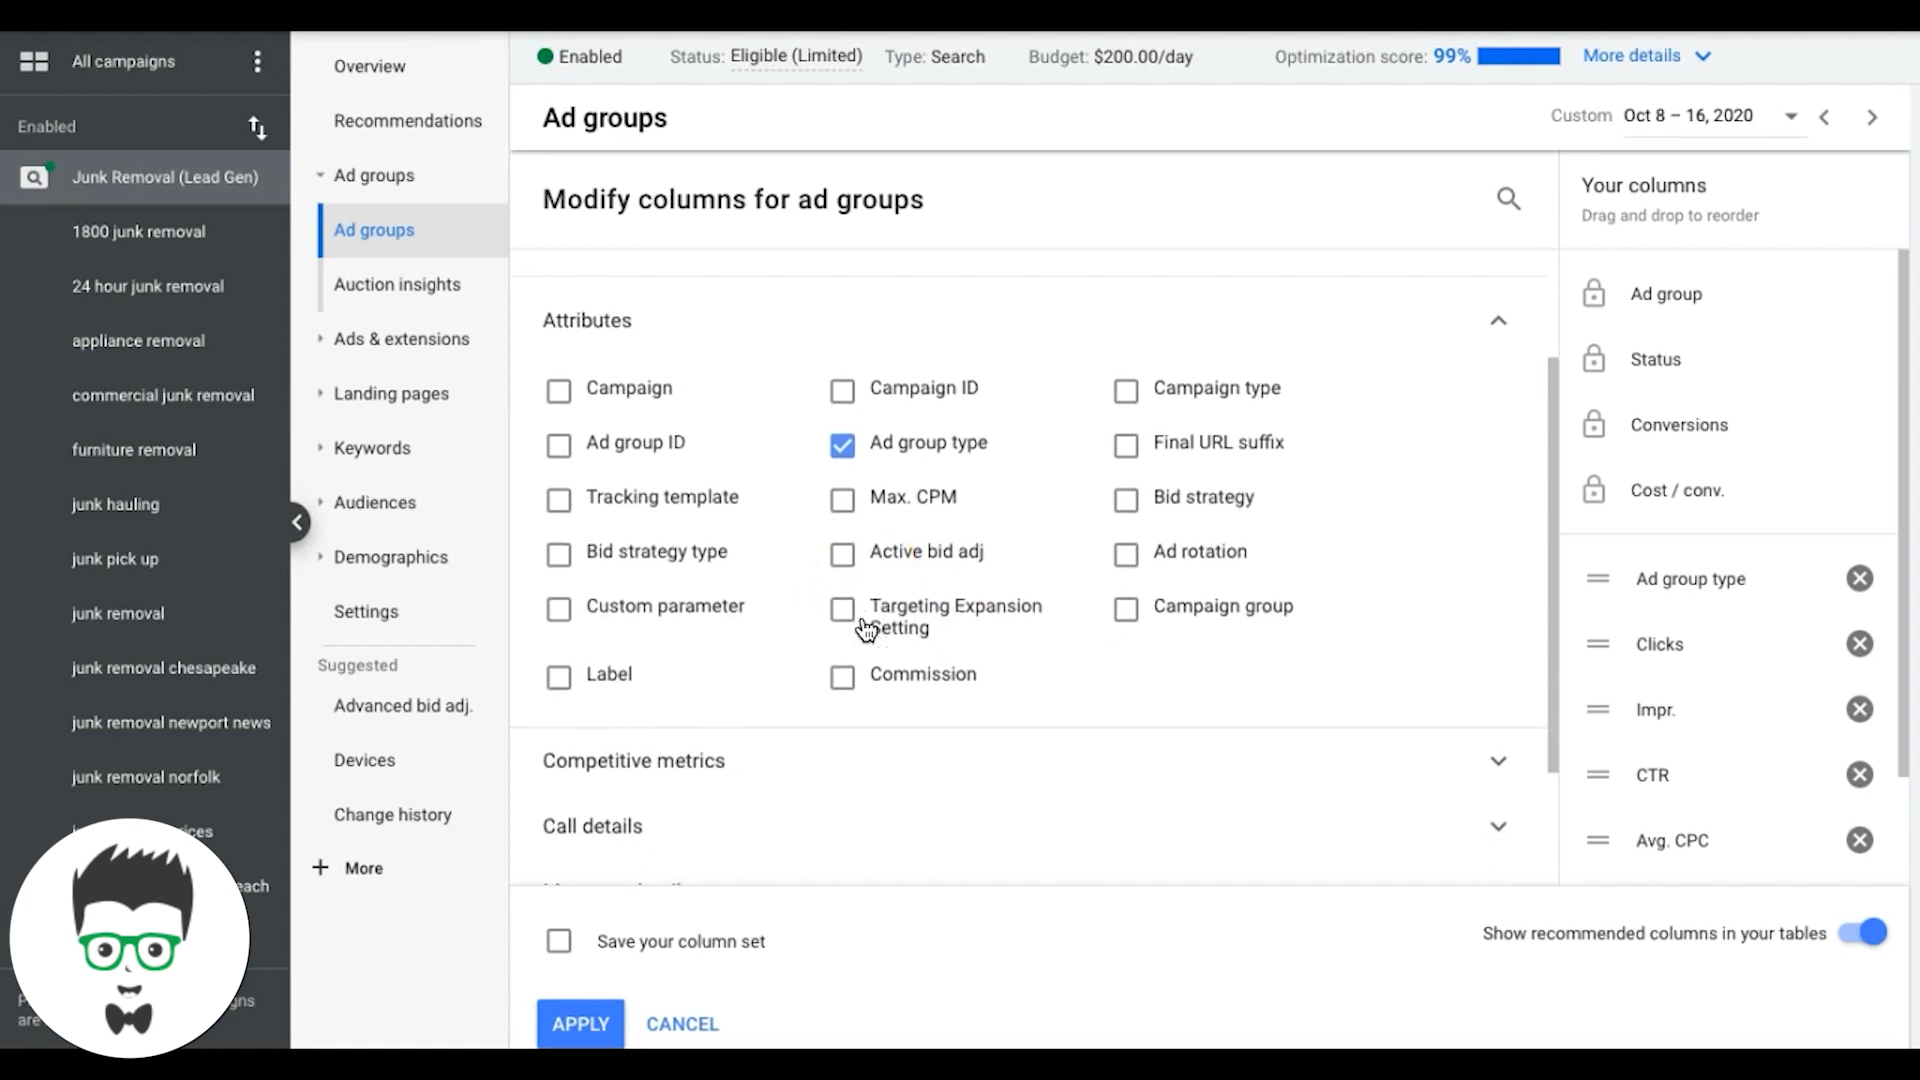 All campaigns
Enabled
Junk Removal (Lead Gen)
1800 junk removal
24 hour junk removal
appliance removal
commercial junk removal
furniture removal
junk hauling
junk pick up
junk removal
junk removal chesapeake
junk removal newport news
junk removal norfolk
Overview
Recommendations
Ad groups
Ad groups
Auction insights
Ads & extensions
Landing pages
Keywords
Audiences
Demographics
Settings
Suggested
Advanced bid adj.
Devices
Change history
More
Enabled Status: Eligible (Limited) Type: Search Budget: $200.00/day Optimization score: 99% More details
Ad groups
Custom Oct 8 – 16, 2020
Modify columns for ad groups
Attributes
Campaign Campaign ID Campaign type
Ad group ID Ad group type Final URL suffix
Tracking template Max. CPM Bid strategy
Bid strategy type Active bid adj Ad rotation
Custom parameter Targeting Expansion Campaign group
Setting
Label Commission
Competitive metrics
Call details
Your columns
Drag and drop to reorder
Ad group
Status
Conversions
Cost / conv.
Ad group type
Clicks
Impr.
CTR
Avg. CPC
Save your column set
Show recommended columns in your tables
APPLY CANCEL